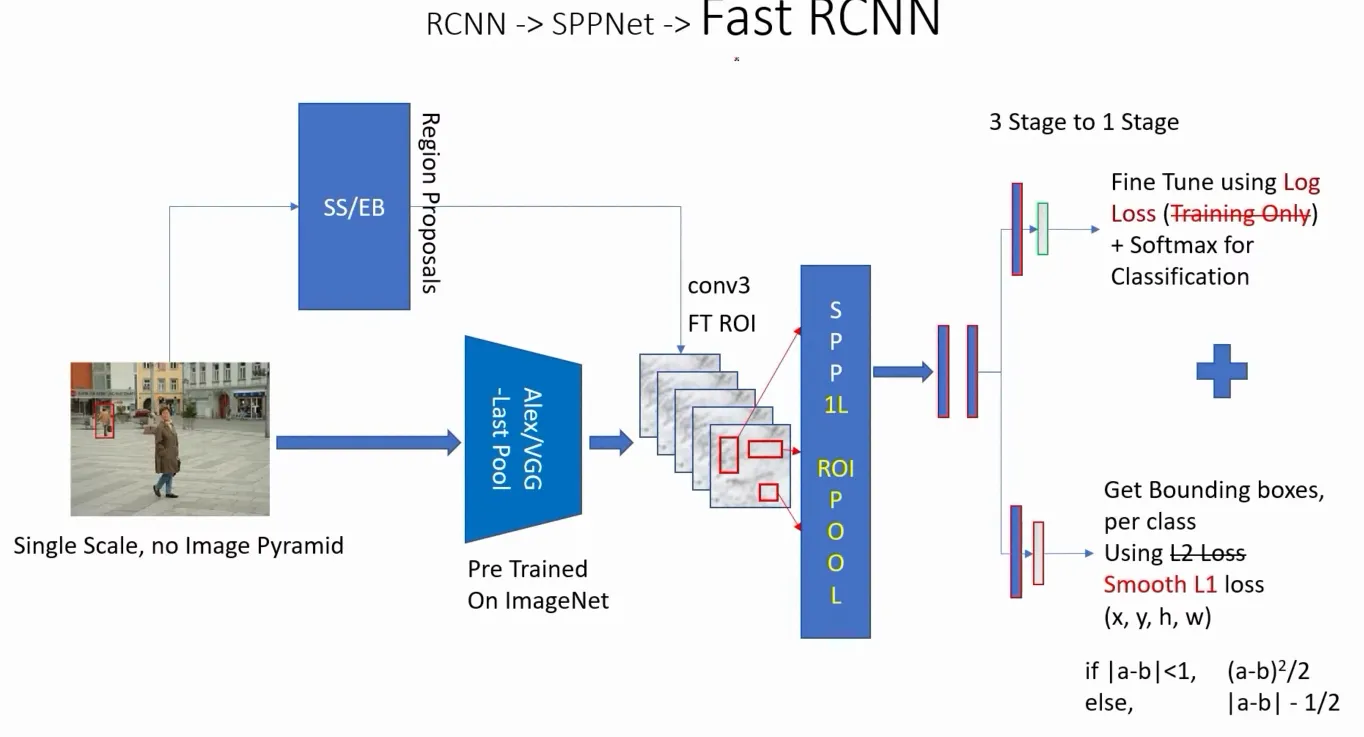 RCNN -> SPPNet -> Fast RCNN
3 Stage to 1 Stage
SS/EB
Region Proposals
Fine Tune using Log
Loss (Training Only)
+ Softmax for
Classification
conv3
FT ROI
Alex/VGG
-Last Pool
S
P
P
1L
ROI
P
O
O
L
Single Scale, no Image Pyramid
Pre Trained
On ImageNet
Get Bounding boxes,
per class
Using L2 Loss
Smooth L1 loss
(x, y, h, w)
if |a-b|<1, (a-b)²/2
else, |a-b| - 1/2